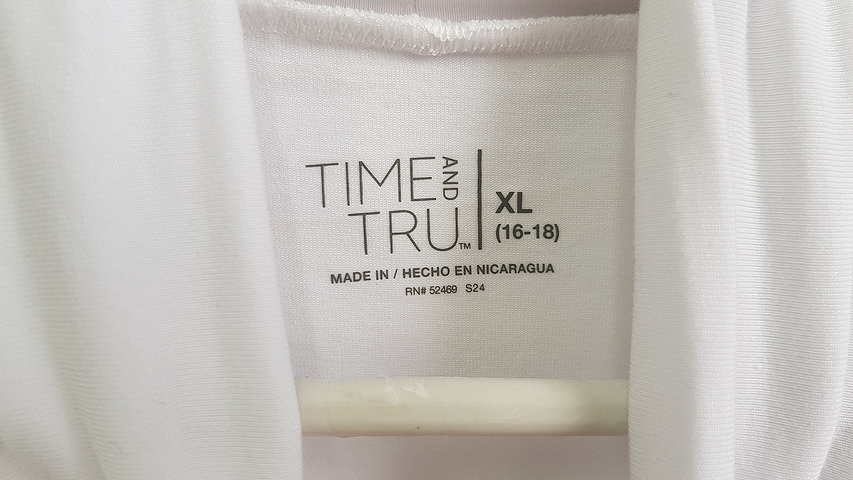 TIME AND
TRU™
XL
(16-18)
MADE IN / HECHO EN NICARAGUA
RN# 52469 S24